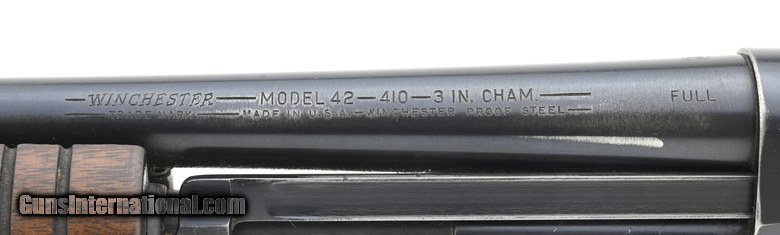 WINCHESTER — MODEL 42 — 410 — 3 IN. CHAM. — FULL
TRADE MARK — MADE IN U.S.A. — WINCHESTER PROOF STEEL —
GunsInternational.com